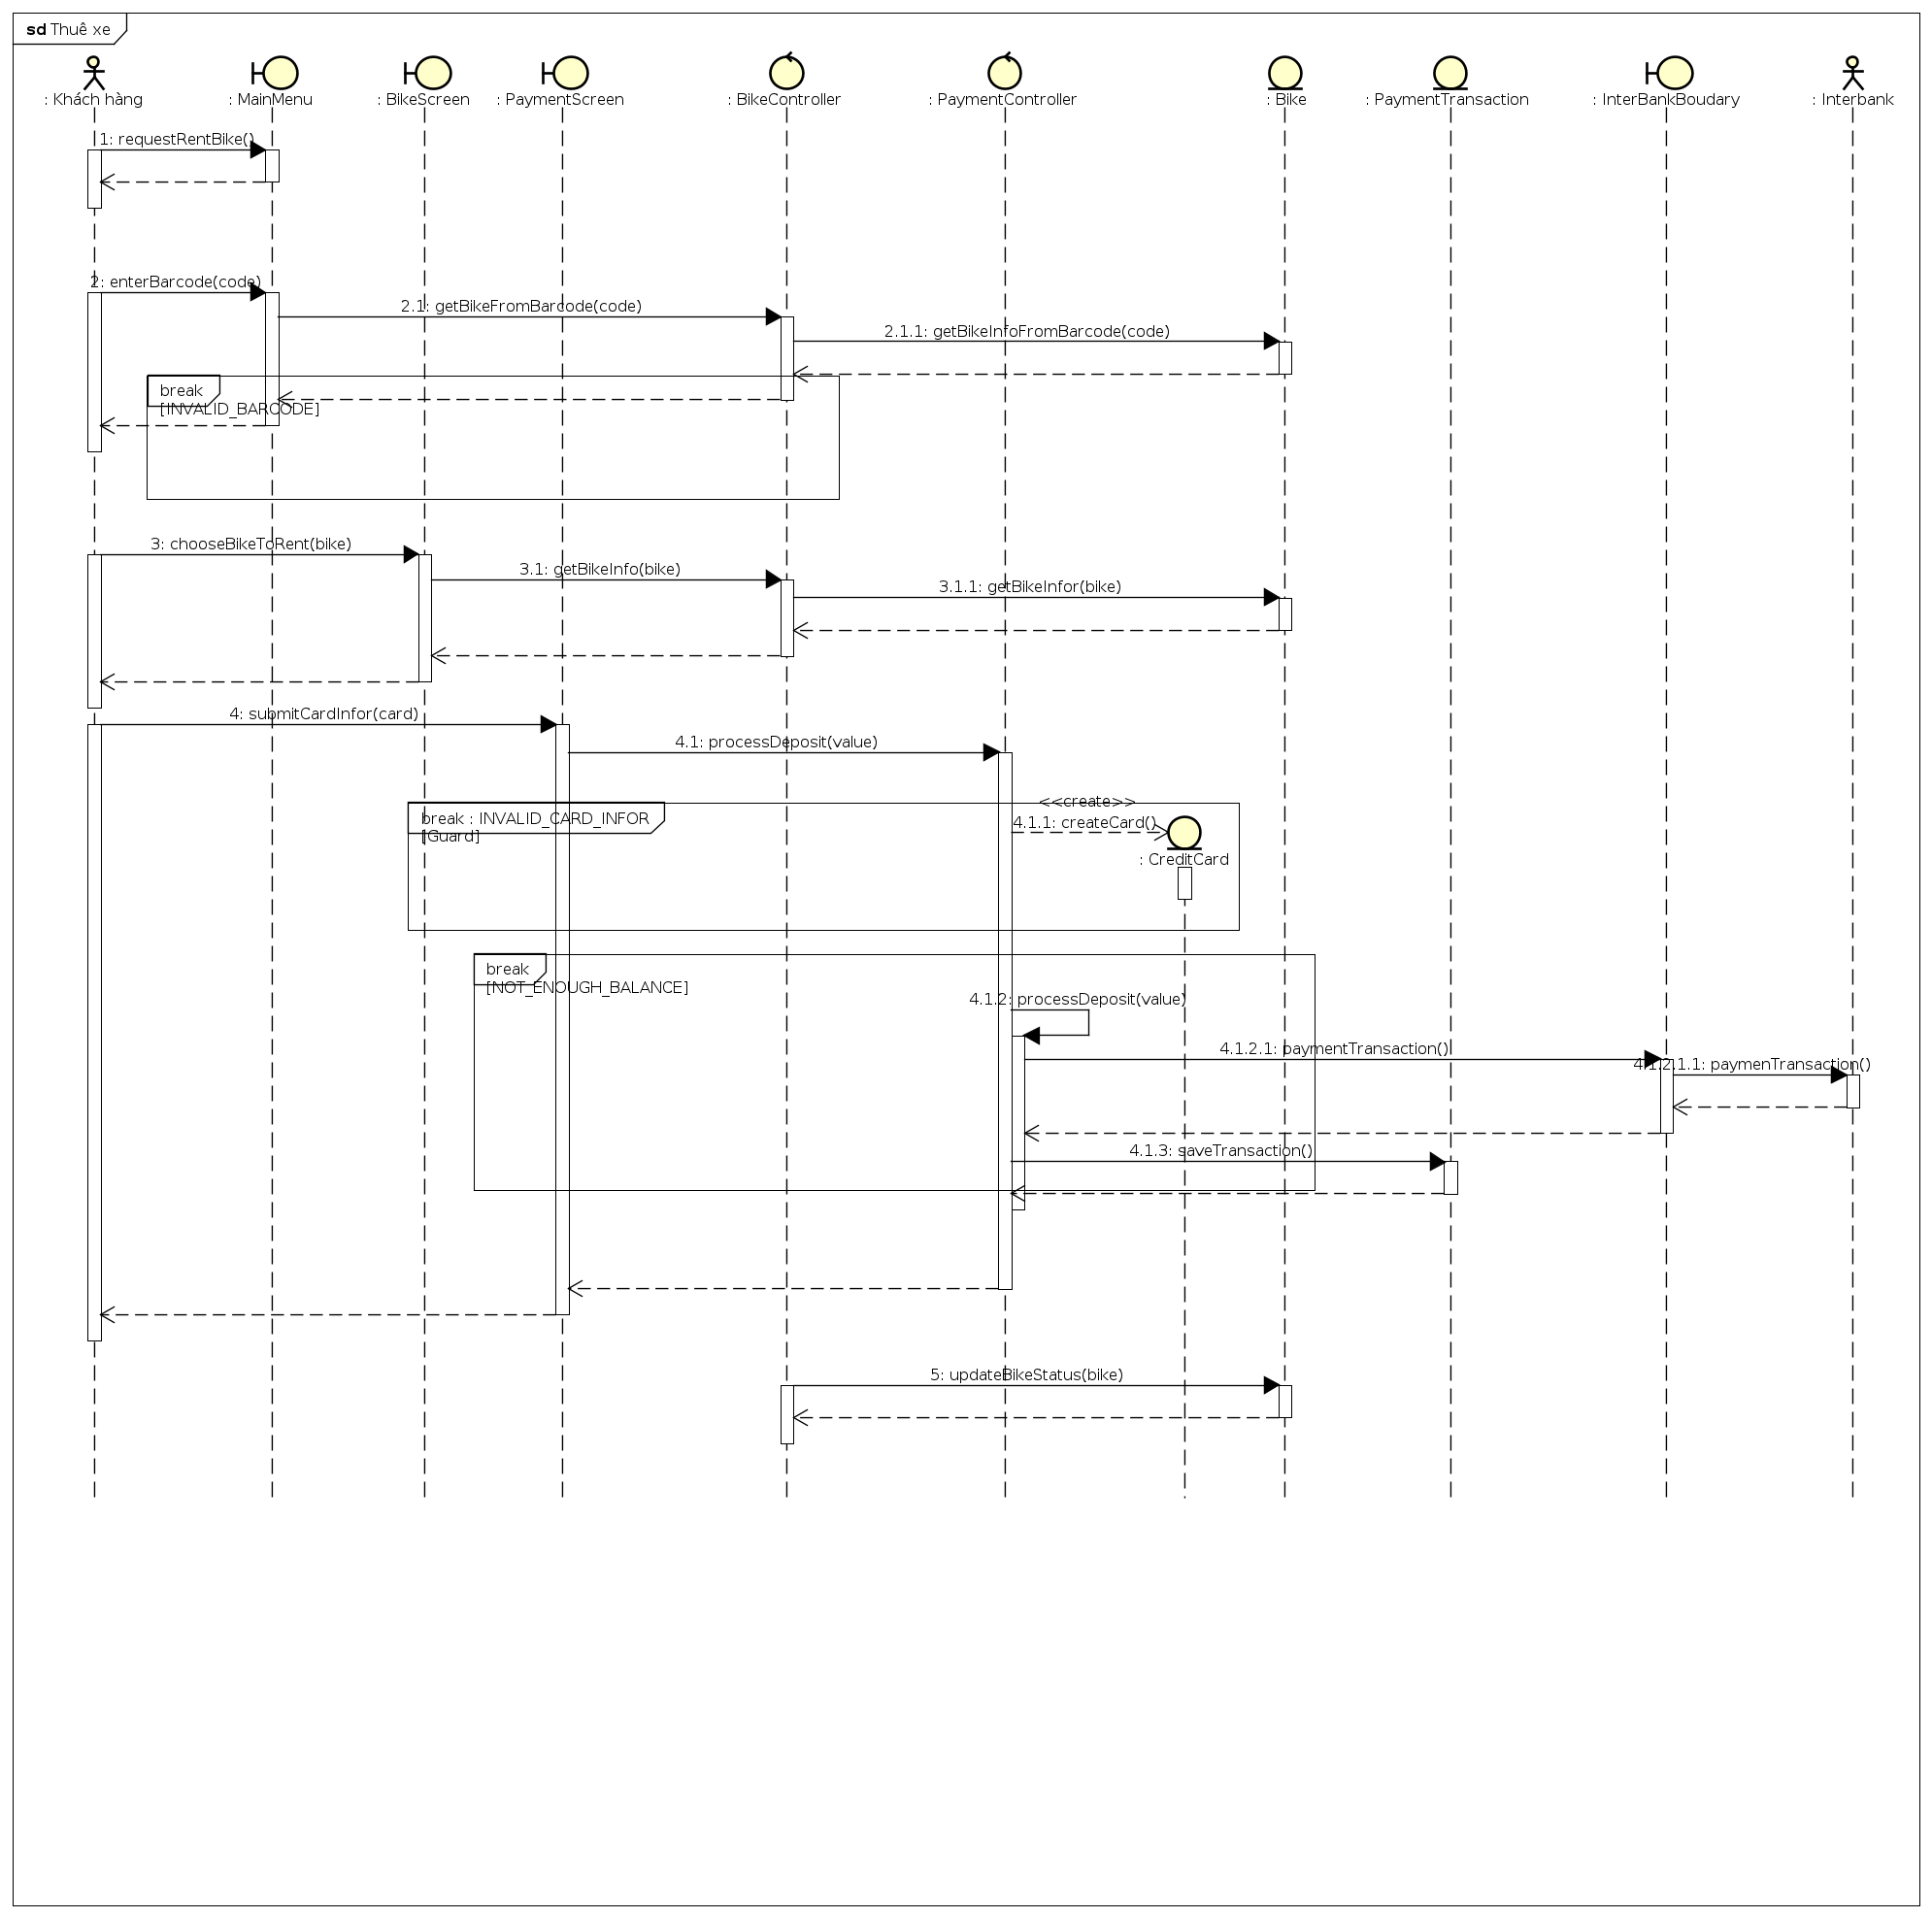 sd Thuê xe
: Khách hàng
: MainMenu
: BikeScreen
: PaymentScreen
: BikeController
: PaymentController
: Bike
: PaymentTransaction
: InterBankBoudary
: Interbank
1: requestRentBike()
2: enterBarcode(code)
2.1: getBikeFromBarcode(code)
2.1.1: getBikeInfoFromBarcode(code)
break
[INVALID_BARCODE]
3: chooseBikeToRent(bike)
3.1: getBikeInfo(bike)
3.1.1: getBikeInfor(bike)
4: submitCardInfor(card)
4.1: processDeposit(value)
<<create>>
break : INVALID_CARD_INFOR
4.1.1: createCard()
[Guard]
: CreditCard
break
[NOT_ENOUGH_BALANCE]
4.1.2: processDeposit(value)
4.1.2.1: paymentTransaction()
4.1.2.1.1: paymenTransaction()
4.1.3: saveTransaction()
5: updateBikeStatus(bike)